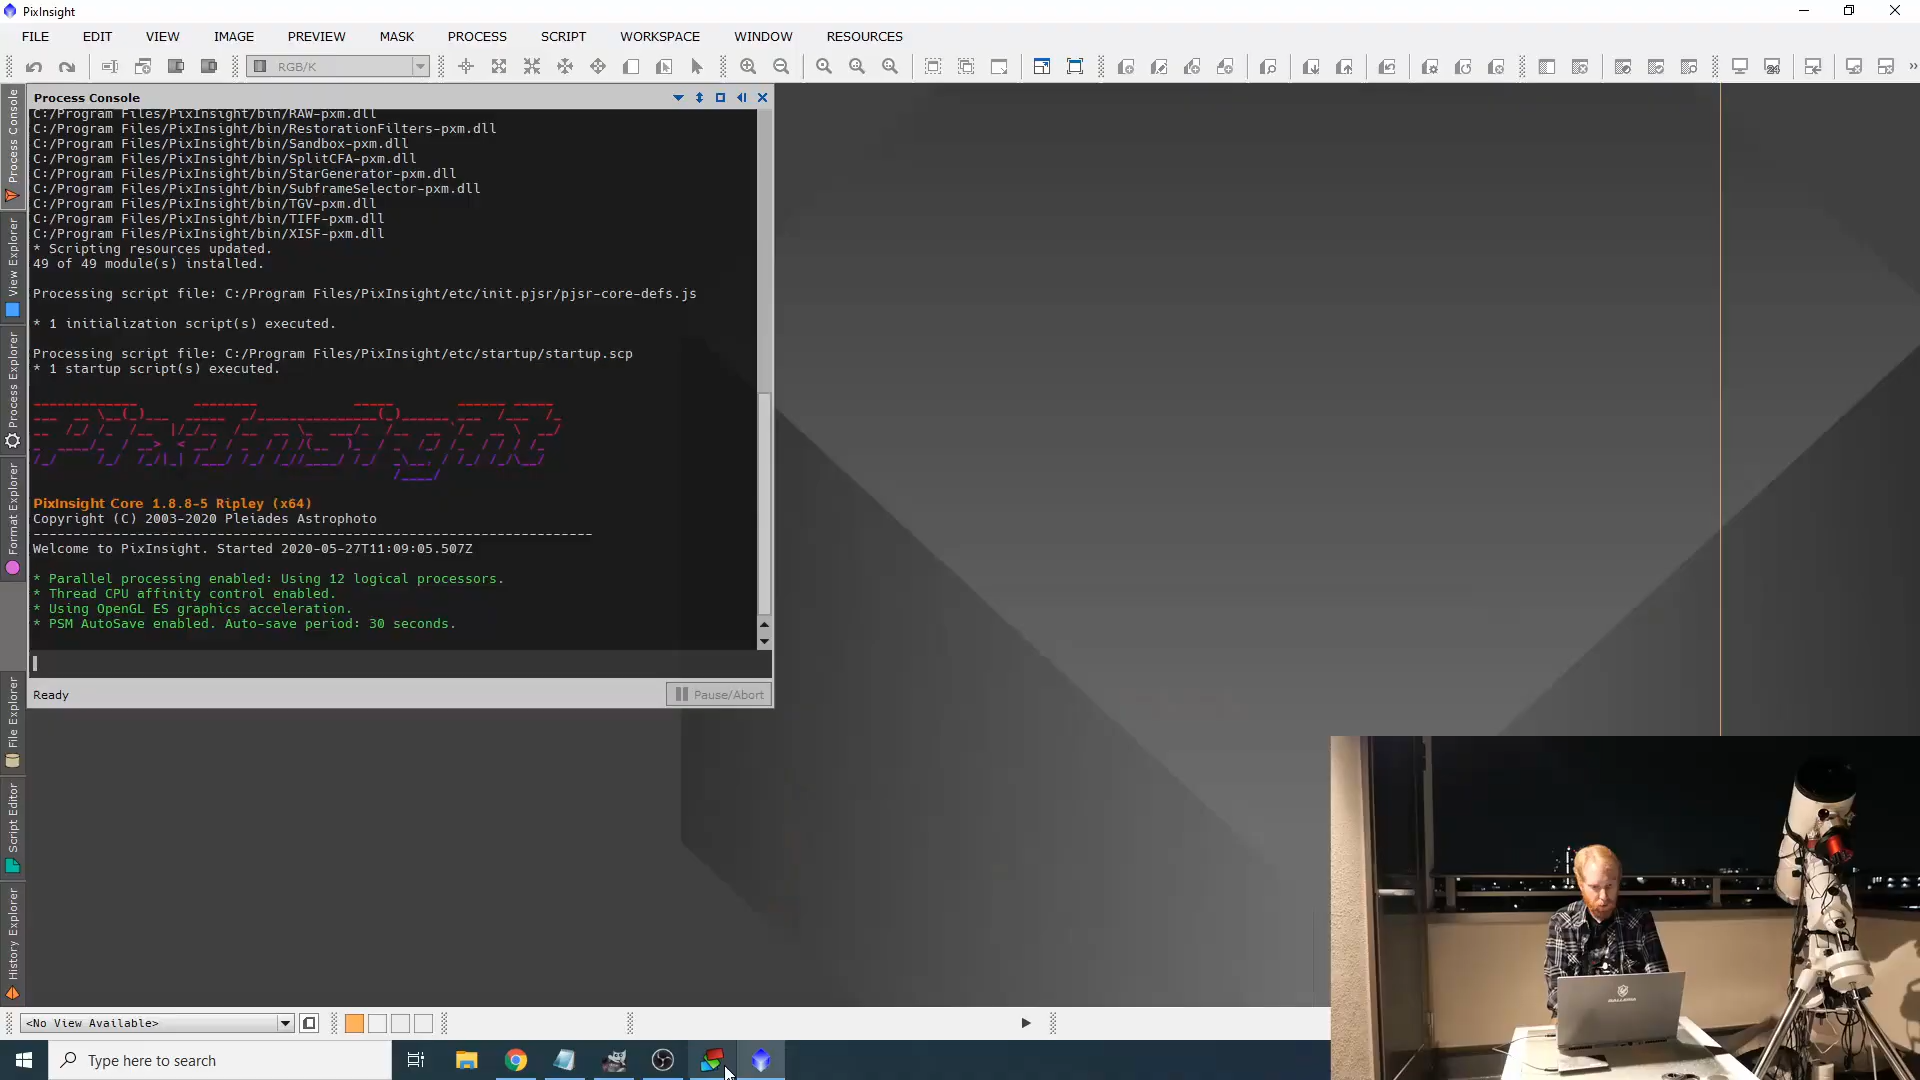 PixInsight
FILE EDIT VIEW IMAGE PREVIEW MASK PROCESS SCRIPT WORKSPACE WINDOW RESOURCES
RGB/K
Process Console
C:/Program Files/PixInsight/bin/RAW-pxm.dll
C:/Program Files/PixInsight/bin/RestorationFilters-pxm.dll
C:/Program Files/PixInsight/bin/Sandbox-pxm.dll
C:/Program Files/PixInsight/bin/SplitCFA-pxm.dll
C:/Program Files/PixInsight/bin/StarGenerator-pxm.dll
C:/Program Files/PixInsight/bin/SubframeSelector-pxm.dll
C:/Program Files/PixInsight/bin/TGV-pxm.dll
C:/Program Files/PixInsight/bin/TIFF-pxm.dll
C:/Program Files/PixInsight/bin/XISF-pxm.dll
* Scripting resources updated.
49 of 49 module(s) installed.
Processing script file: C:/Program Files/PixInsight/etc/init.pjsr/pjsr-core-defs.js
* 1 initialization script(s) executed.
Processing script file: C:/Program Files/PixInsight/etc/startup/startup.scp
* 1 startup script(s) executed.
PixInsight
PixInsight Core 1.8.8-5 Ripley (x64)
Copyright (C) 2003-2020 Pleiades Astrophoto
----------------------------------------------------------------------
Welcome to PixInsight. Started 2020-05-27T11:09:05.507Z
* Parallel processing enabled: Using 12 logical processors.
* Thread CPU affinity control enabled.
* Using OpenGL ES graphics acceleration.
* PSM AutoSave enabled. Auto-save period: 30 seconds.
Ready
Pause/Abort
Process Console
View Explorer
Process Explorer
Format Explorer
File Explorer
Script Editor
History Explorer
<No View Available>
Type here to search